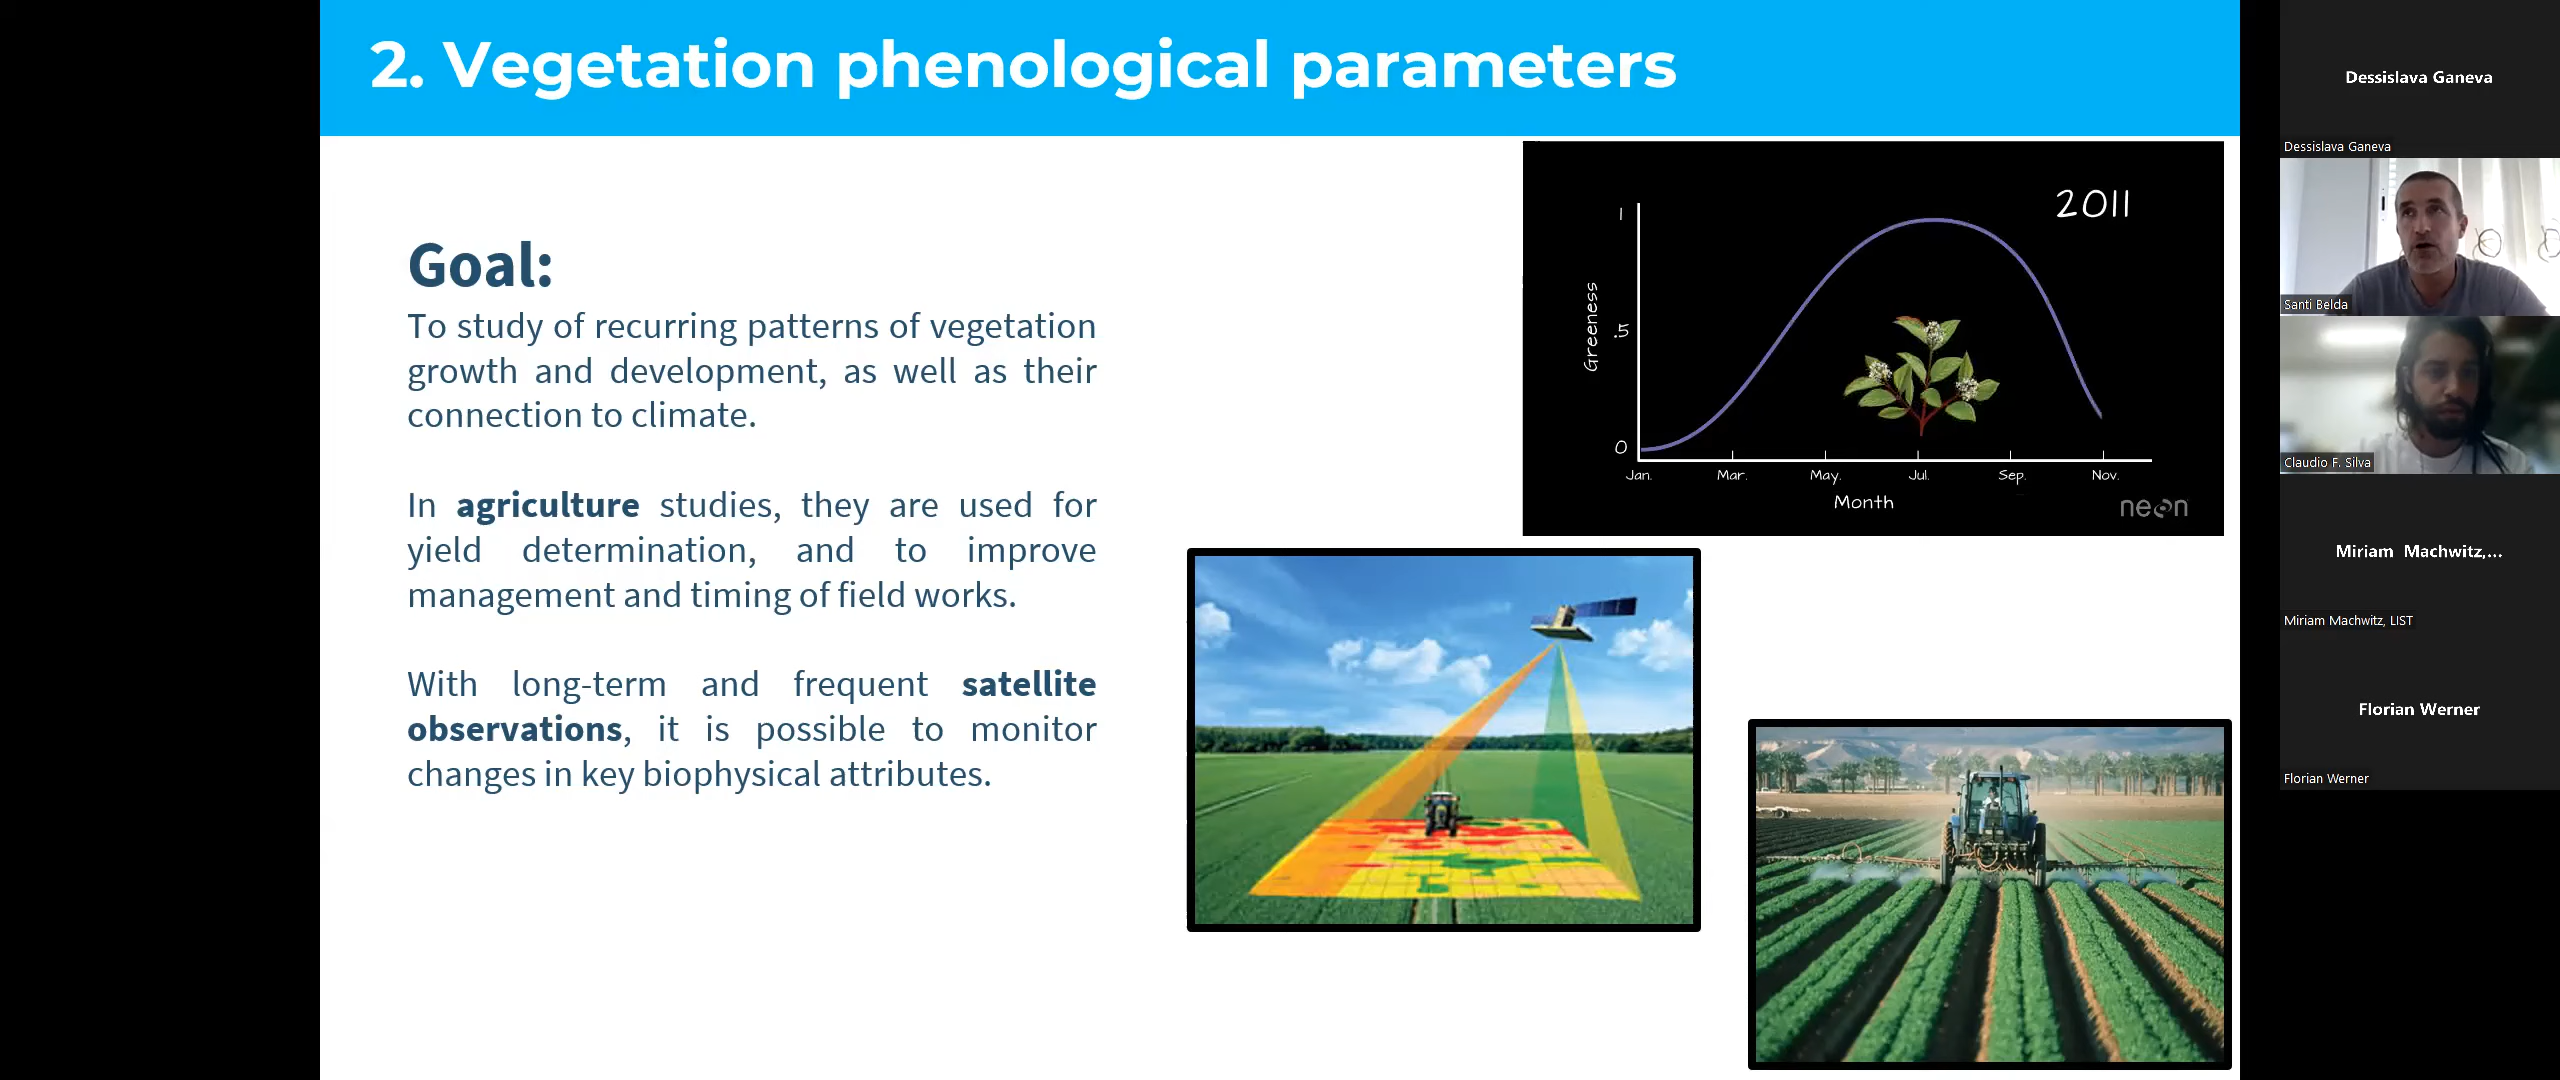 2. Vegetation phenological parameters
Goal:
To study of recurring patterns of vegetation
growth and development, as well as their
connection to climate.
In agriculture studies, they are used for
yield determination, and to improve
management and timing of field works.
With long-term and frequent satellite
observations, it is possible to monitor
changes in key biophysical attributes.
2011
Greeness
1
.5
0
Jan. Mar. May. Jul. Sep. Nov.
Month
neon
Dessislava Ganeva
Dessislava Ganeva
Santi Belda
Claudio F. Silva
Miriam Machwitz,...
Miriam Machwitz, LIST
Florian Werner
Florian Werner